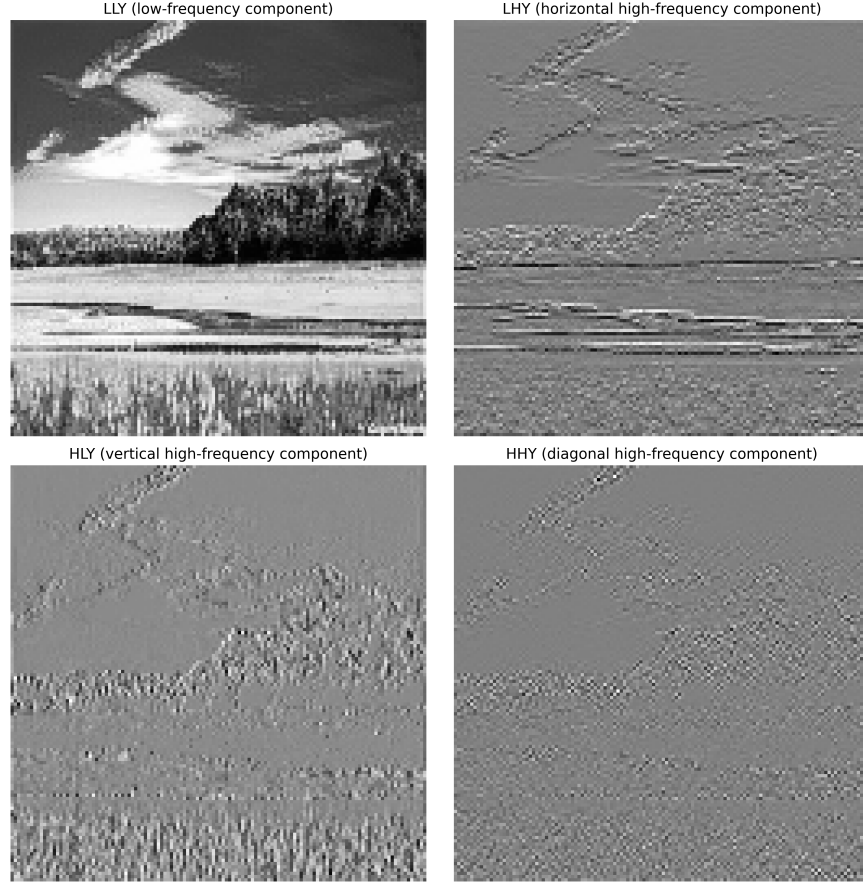 LLY (low-frequency component)
LHY (horizontal high-frequency component)
HLY (vertical high-frequency component)
HHY (diagonal high-frequency component)